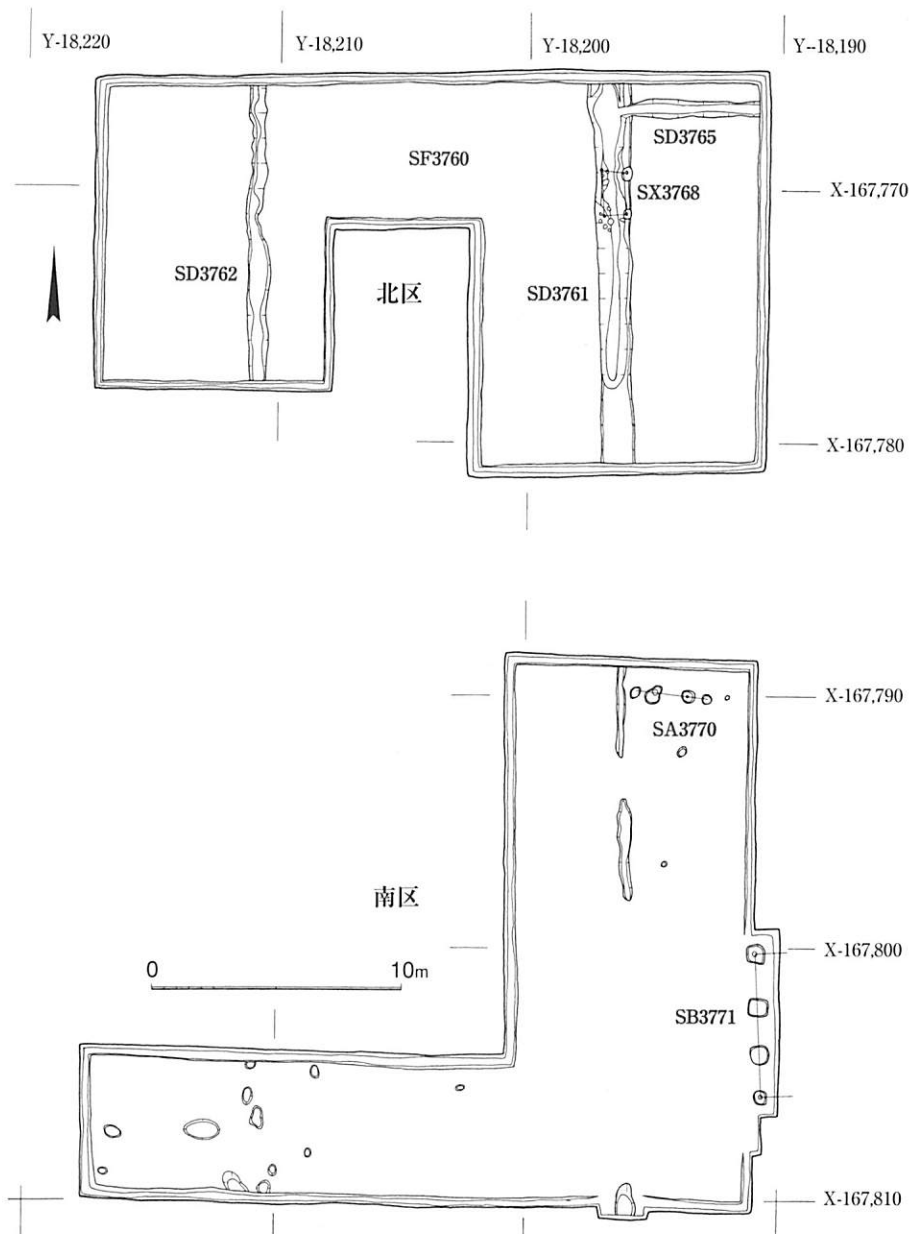 Y-18,220
Y-18,210
Y-18,200
Y--18,190
SD3765
SF3760
X-167,770
SX3768
SD3762
北区
SD3761
X-167,780
X-167,790
SA3770
南区
X-167,800
0
10m
SB3771
X-167,810